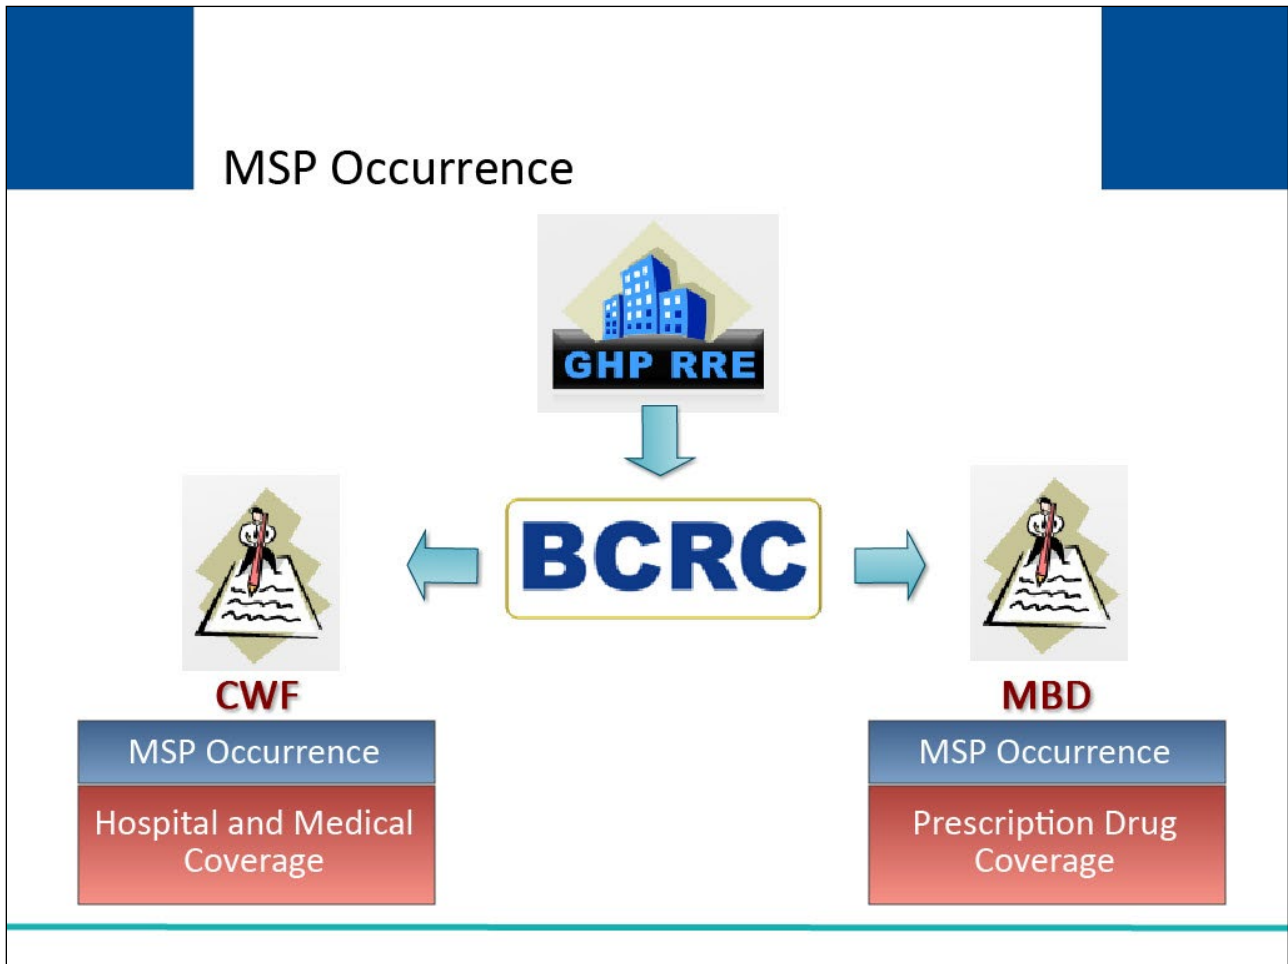 MSP Occurrence
GHP RRE
BCRC
CWF
MSP Occurrence
Hospital and Medical
Coverage
MBD
MSP Occurrence
Prescription Drug
Coverage